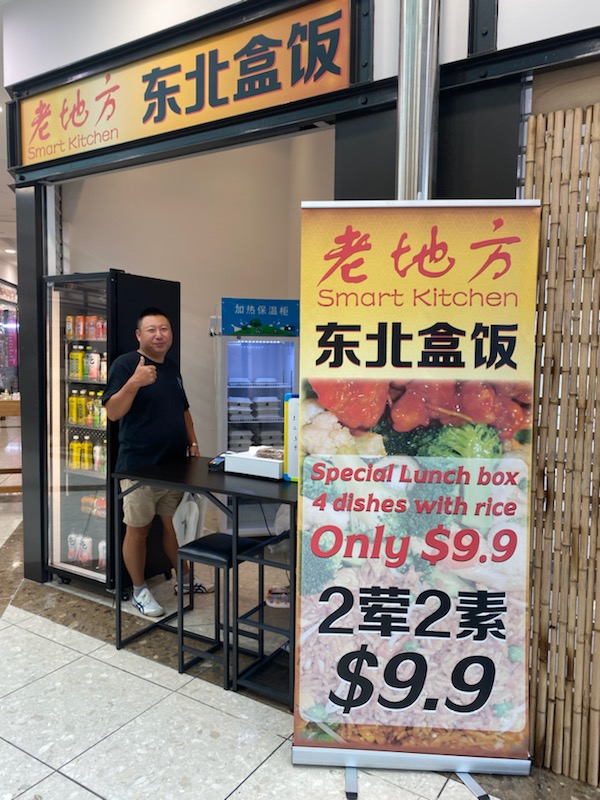 老地方
Smart Kitchen
东北盒饭
加热保温柜
老地方
Smart Kitchen
东北盒饭
Special Lunch box
4 dishes with rice
Only $9.9
2荤2素
$9.9